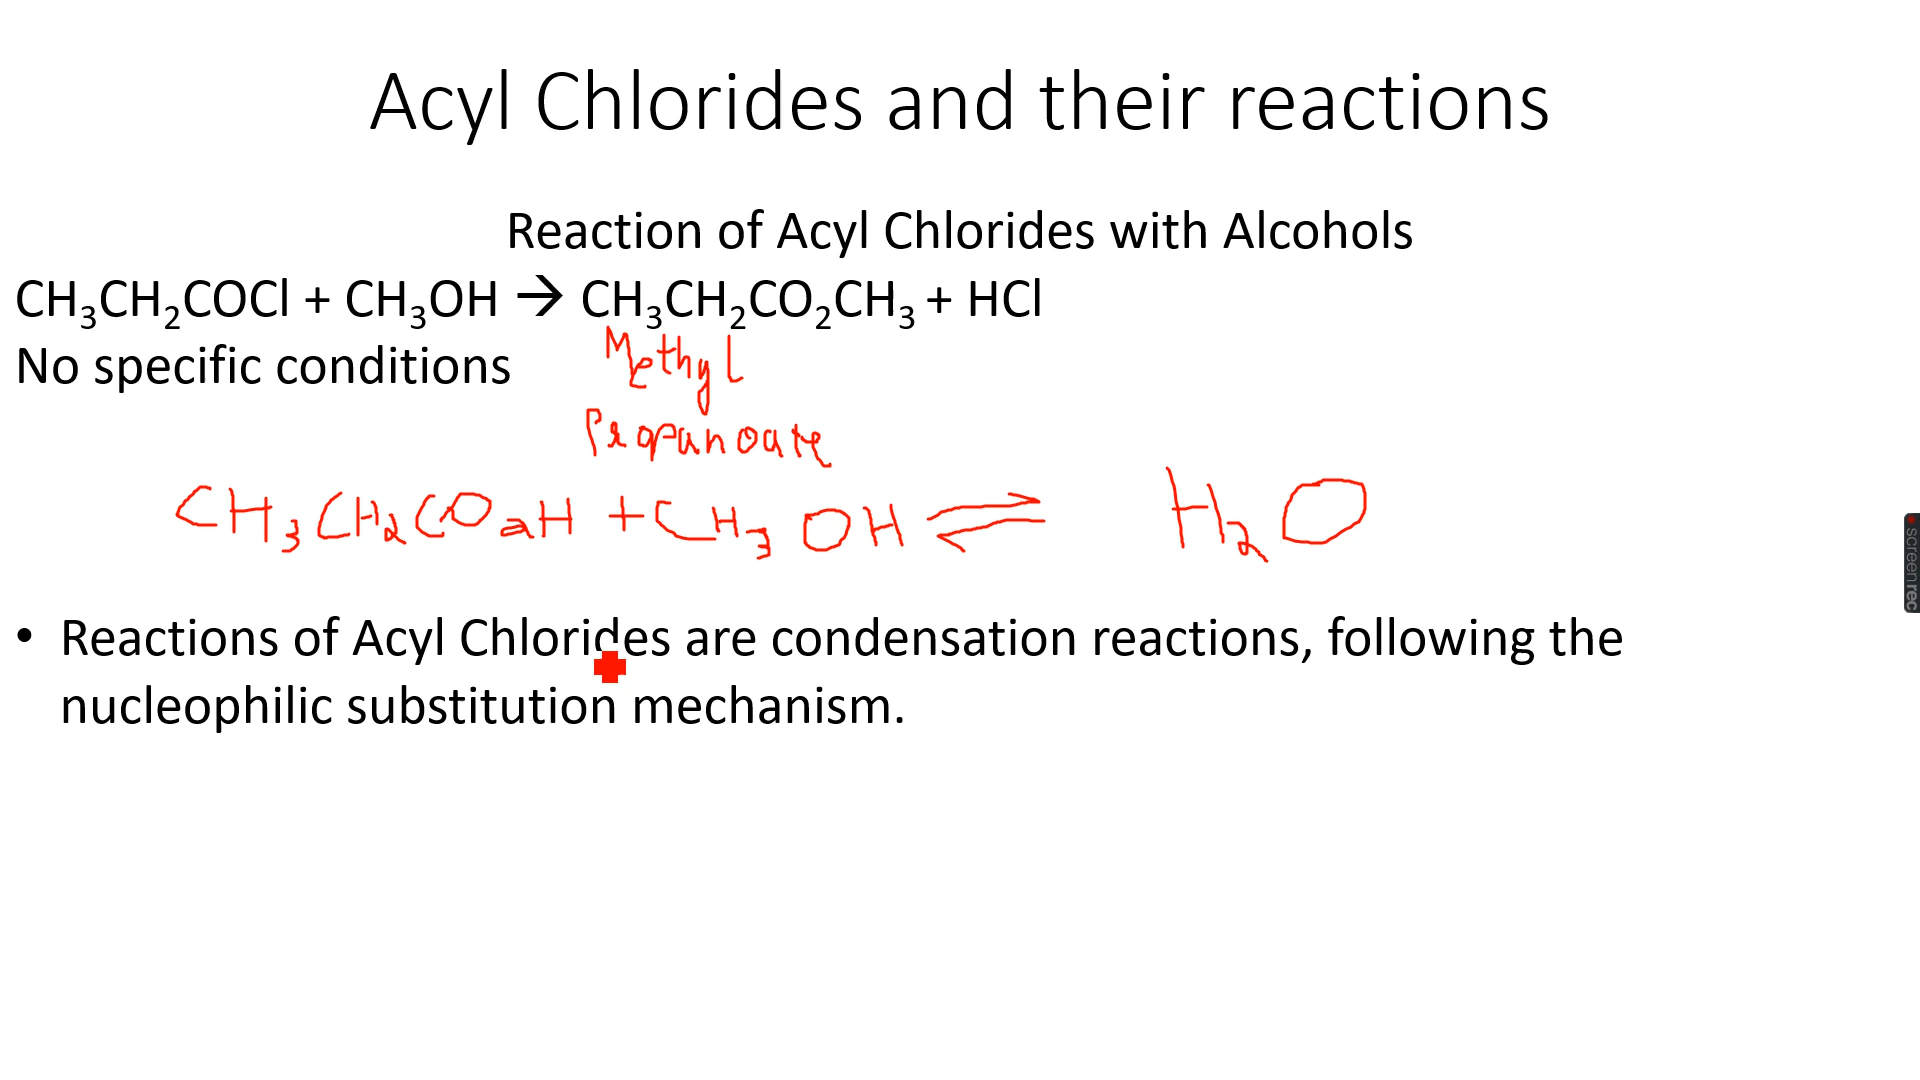 Acyl Chlorides and their reactions
Reaction of Acyl Chlorides with Alcohols
CH₃CH₂COCl + CH₃OH → CH₃CH₂CO₂CH₃ + HCl
No specific conditions
Methyl
Propanoate
CH₃CH₂CO₂H + CH₃OH ⇌ H₂O
• Reactions of Acyl Chlorides are condensation reactions, following the
nucleophilic substitution mechanism.
screenrec